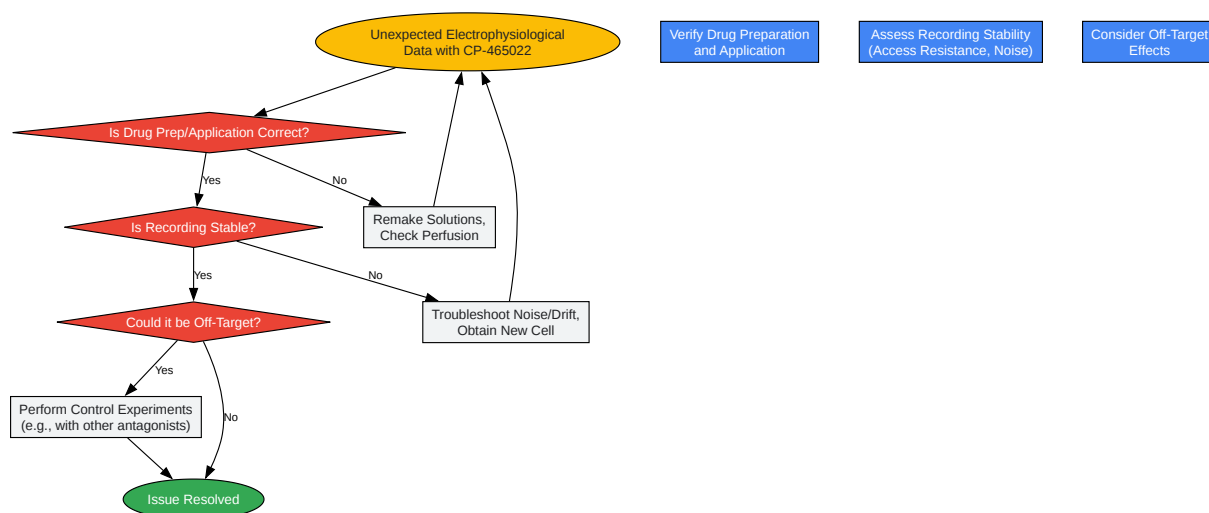 Unexpected Electrophysiological
Data with CP-465022
Verify Drug Preparation
and Application
Assess Recording Stability
(Access Resistance, Noise)
Consider Off-Target
Effects
Is Drug Prep/Application Correct?
Yes
No
Remake Solutions,
Check Perfusion
Is Recording Stable?
Yes
No
Troubleshoot Noise/Drift,
Obtain New Cell
Could it be Off-Target?
Yes
No
Perform Control Experiments
(e.g., with other antagonists)
Issue Resolved